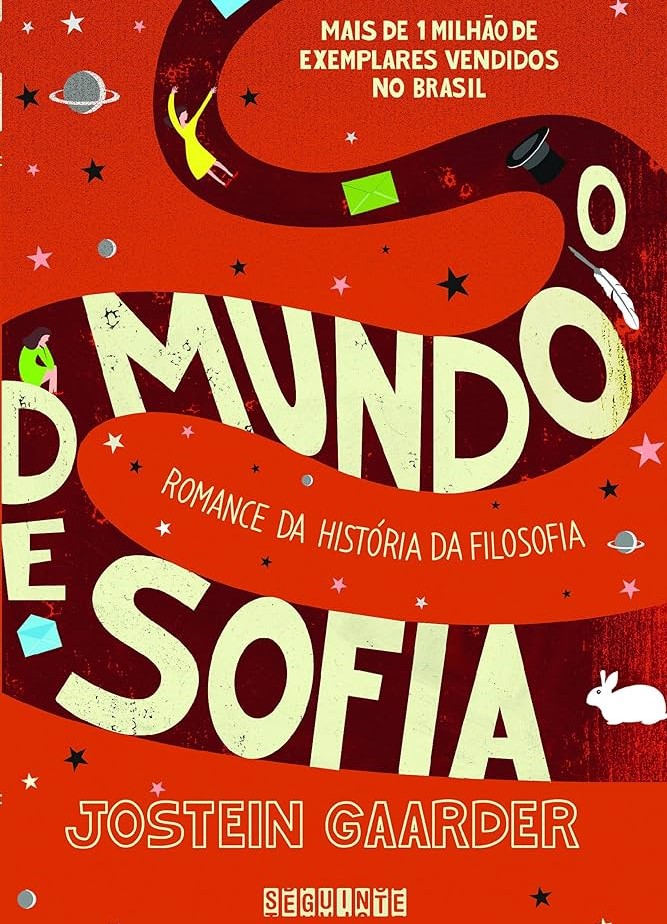 MAIS DE 1 MILHÃO DE
EXEMPLARES VENDIDOS
NO BRASIL
O
MUNDO
DE
SOFIA
ROMANCE DA HISTÓRIA DA FILOSOFIA
JOSTEIN GAARDER
SEGUINTE